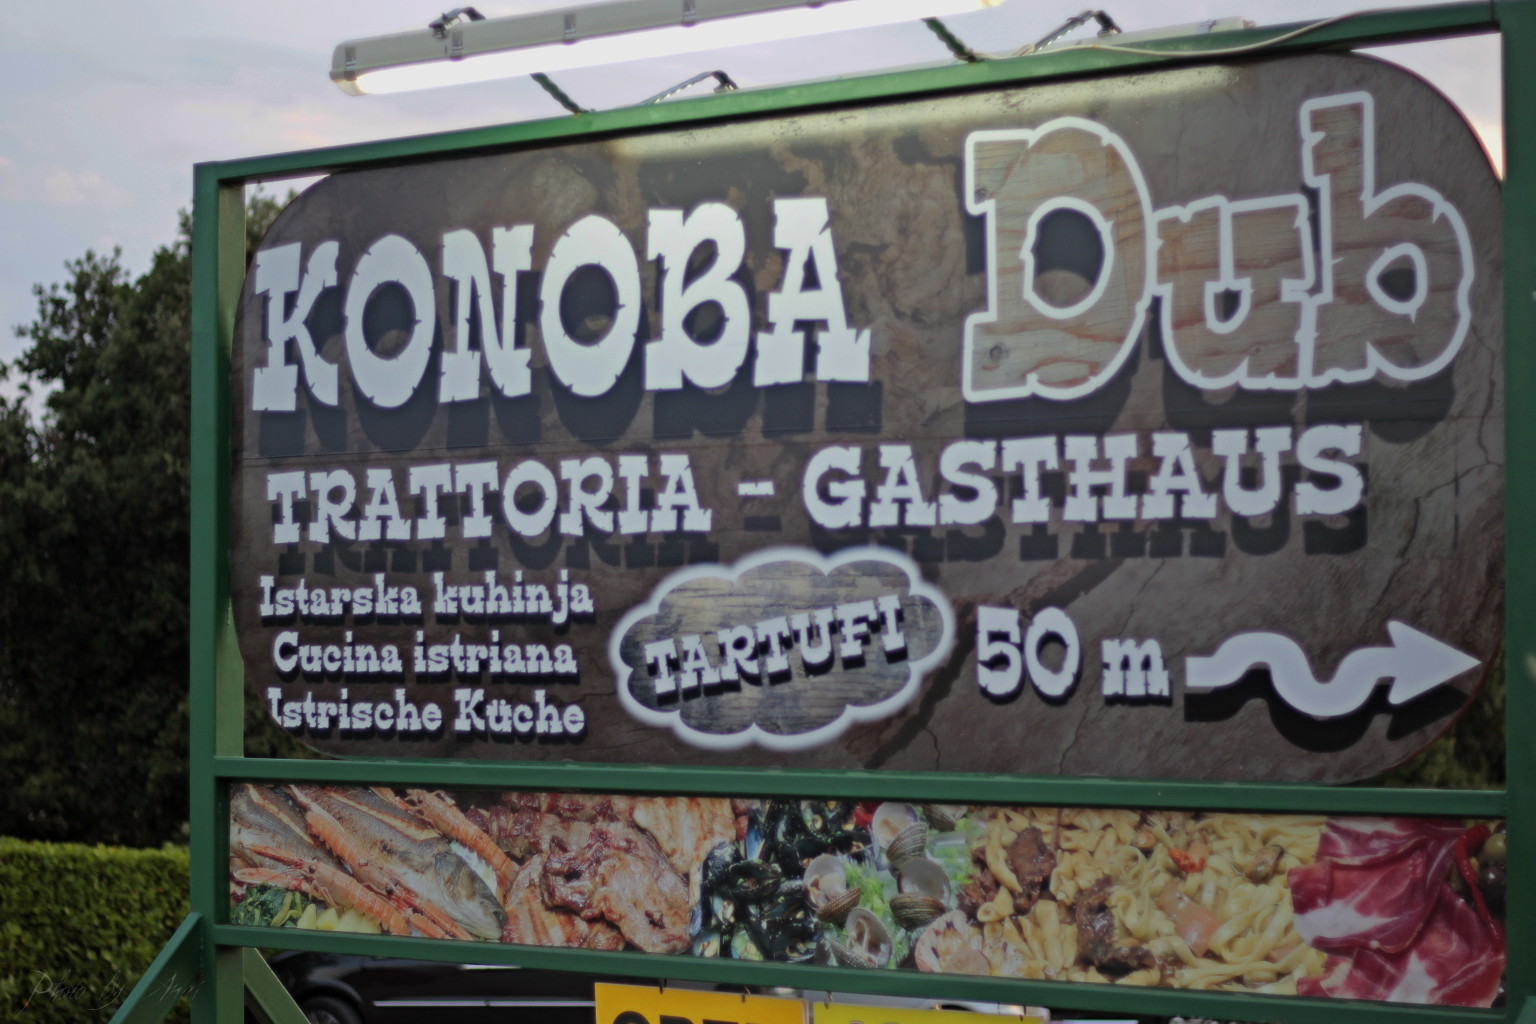 KONOBA Dub
TRATTORIA - GASTHAUS
Istarska kuhinja
Cucina istriana
Istrische Küche
TARTUFI
50 m